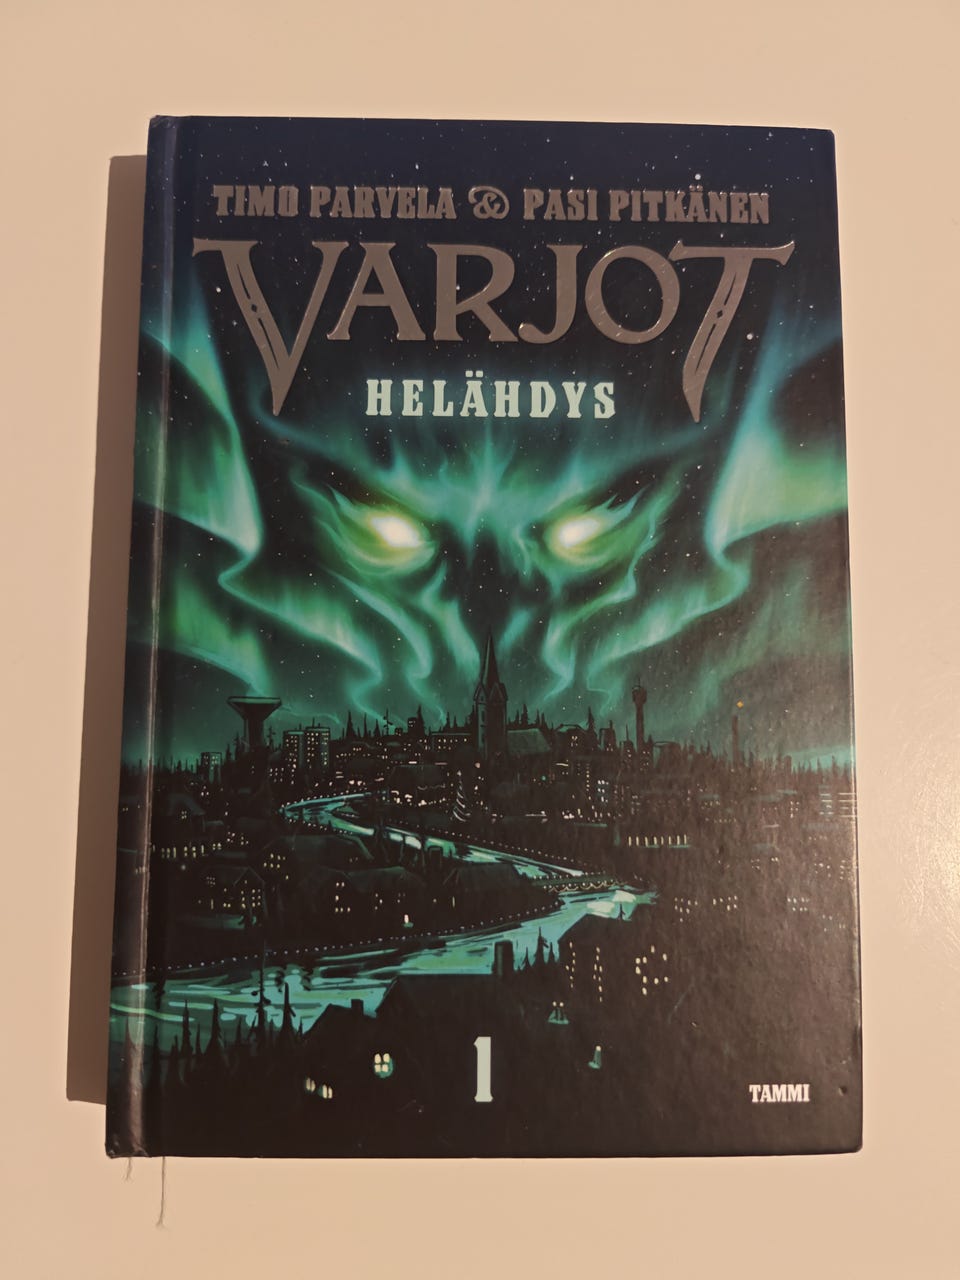 TIMO PARVELA & PASI PITKÄNEN
VARJOT
HELÄHDYS
1
TAMMI